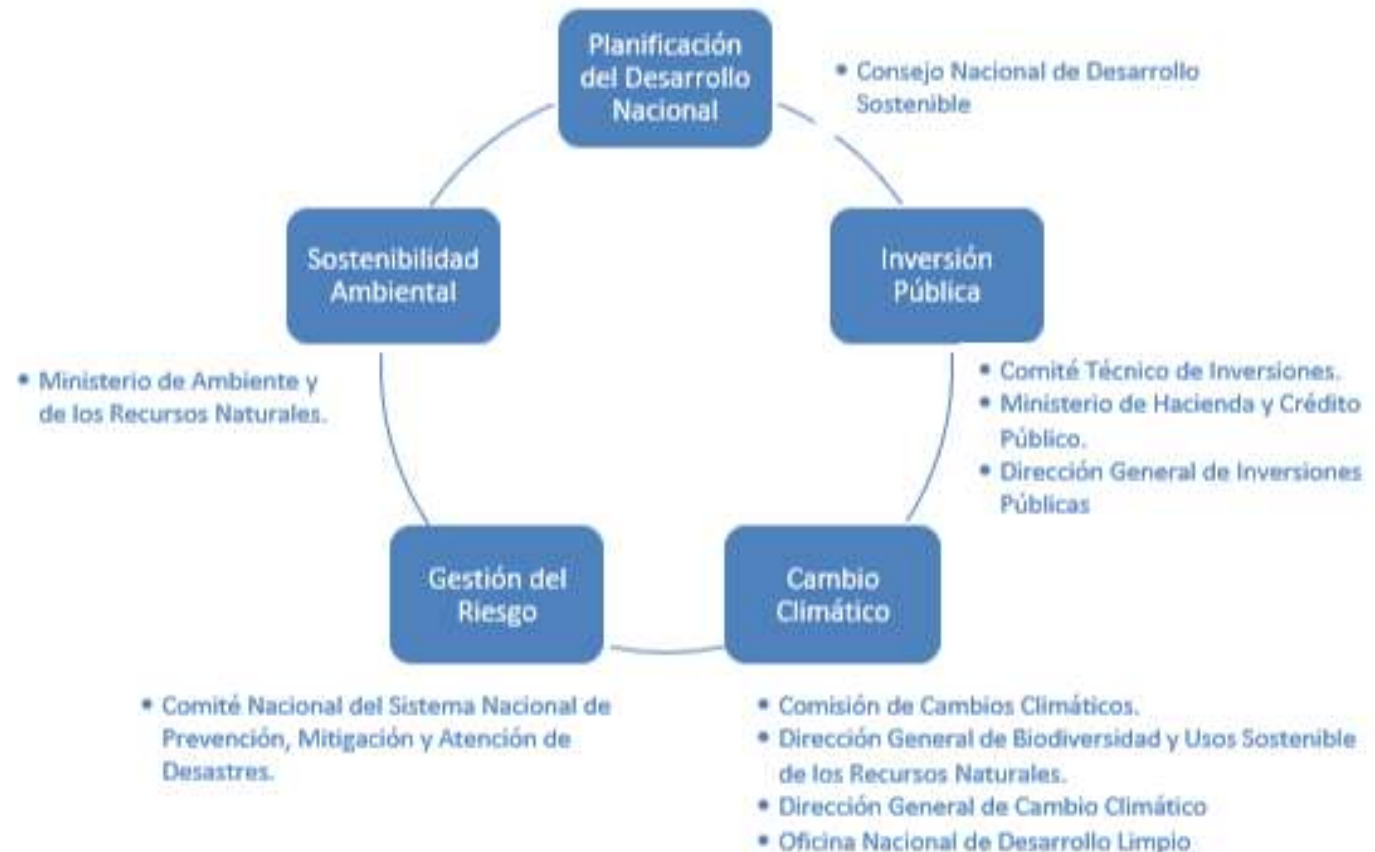 Planificación
del Desarrollo
Nacional
• Consejo Nacional de Desarrollo
Sostenible
Sostenibilidad
Ambiental
Inversión
Pública
• Ministerio de Ambiente y
de los Recursos Naturales.
• Comité Técnico de Inversiones.
• Ministerio de Hacienda y Crédito
Público.
• Dirección General de Inversiones
Públicas
Gestión del
Riesgo
Cambio
Climático
• Comité Nacional del Sistema Nacional de
Prevención, Mitigación y Atención de
Desastres.
• Comisión de Cambios Climáticos.
• Dirección General de Biodiversidad y Usos Sostenible
de los Recursos Naturales.
• Dirección General de Cambio Climático
• Oficina Nacional de Desarrollo Limpio